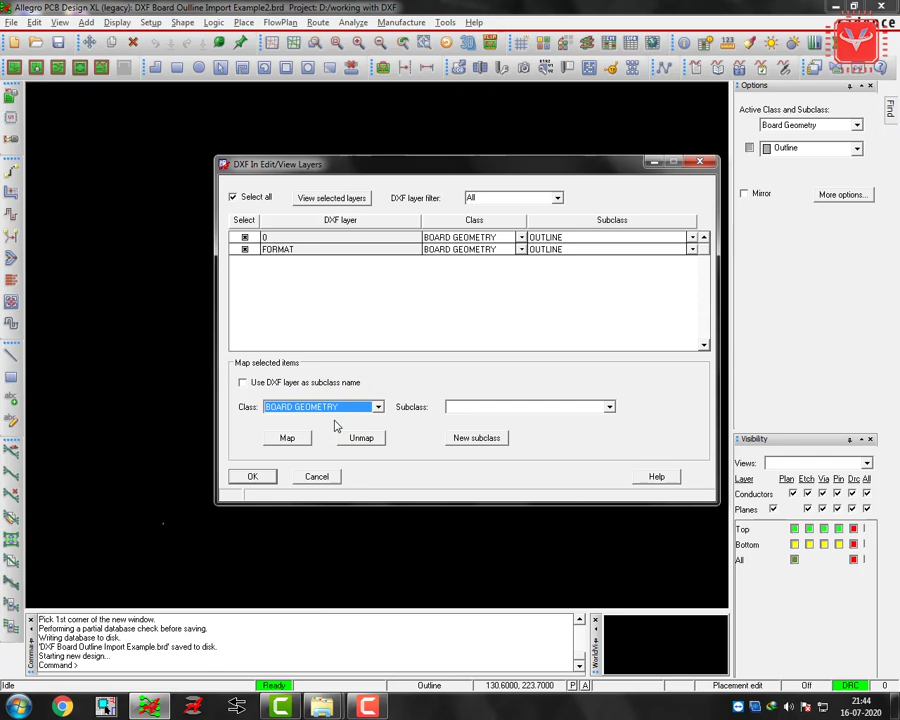 Allegro PCB Design XL (legacy): DXF Board Outline Import Example2.brd Project: D:/working with DXF
File Edit View Add Display Setup Shape Logic Place FlowPlan Route Analyze Manufacture Tools Help
Options
Active Class and Subclass:
Board Geometry
Outline
Mirror
More options...
Find
DXF In Edit/View Layers
Select all
View selected layers
DXF layer filter:
All
Select DXF layer Class Subclass
0 BOARD GEOMETRY OUTLINE
FORMAT BOARD GEOMETRY OUTLINE
Map selected items
Use DXF layer as subclass name
Class: BOARD GEOMETRY Subclass:
Map Unmap New subclass
OK Cancel Help
Visibility
Views:
Layer Plan Etch Via Pin Drc All
Conductors
Planes
Top
Bottom
All
Pick 1st corner of the new window.
Performing a partial database check before saving.
Writing database to disk.
'DXF Board Outline Import Example.brd' saved to disk.
Starting new design...
Command >
Idle Ready Outline 130.6000, 223.7000 P A Placement edit Off DRC 0
21:44
16-07-2020